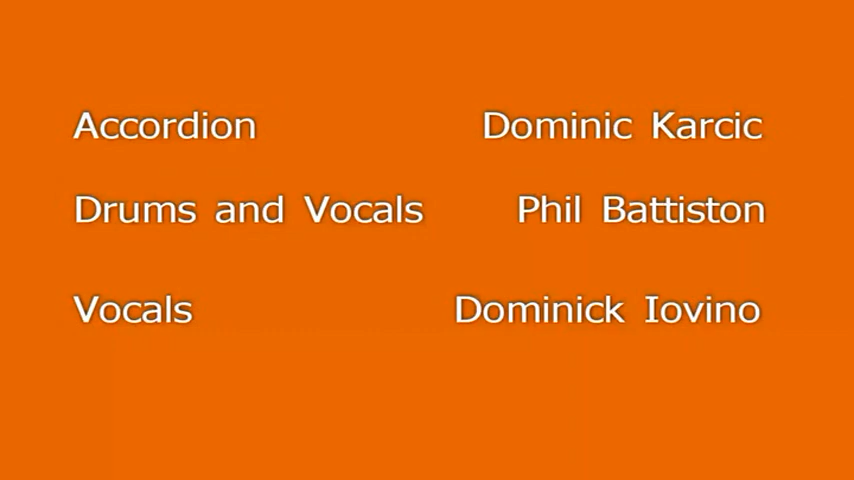 Accordion Dominic Karcic
Drums and Vocals Phil Battiston
Vocals Dominick Iovino